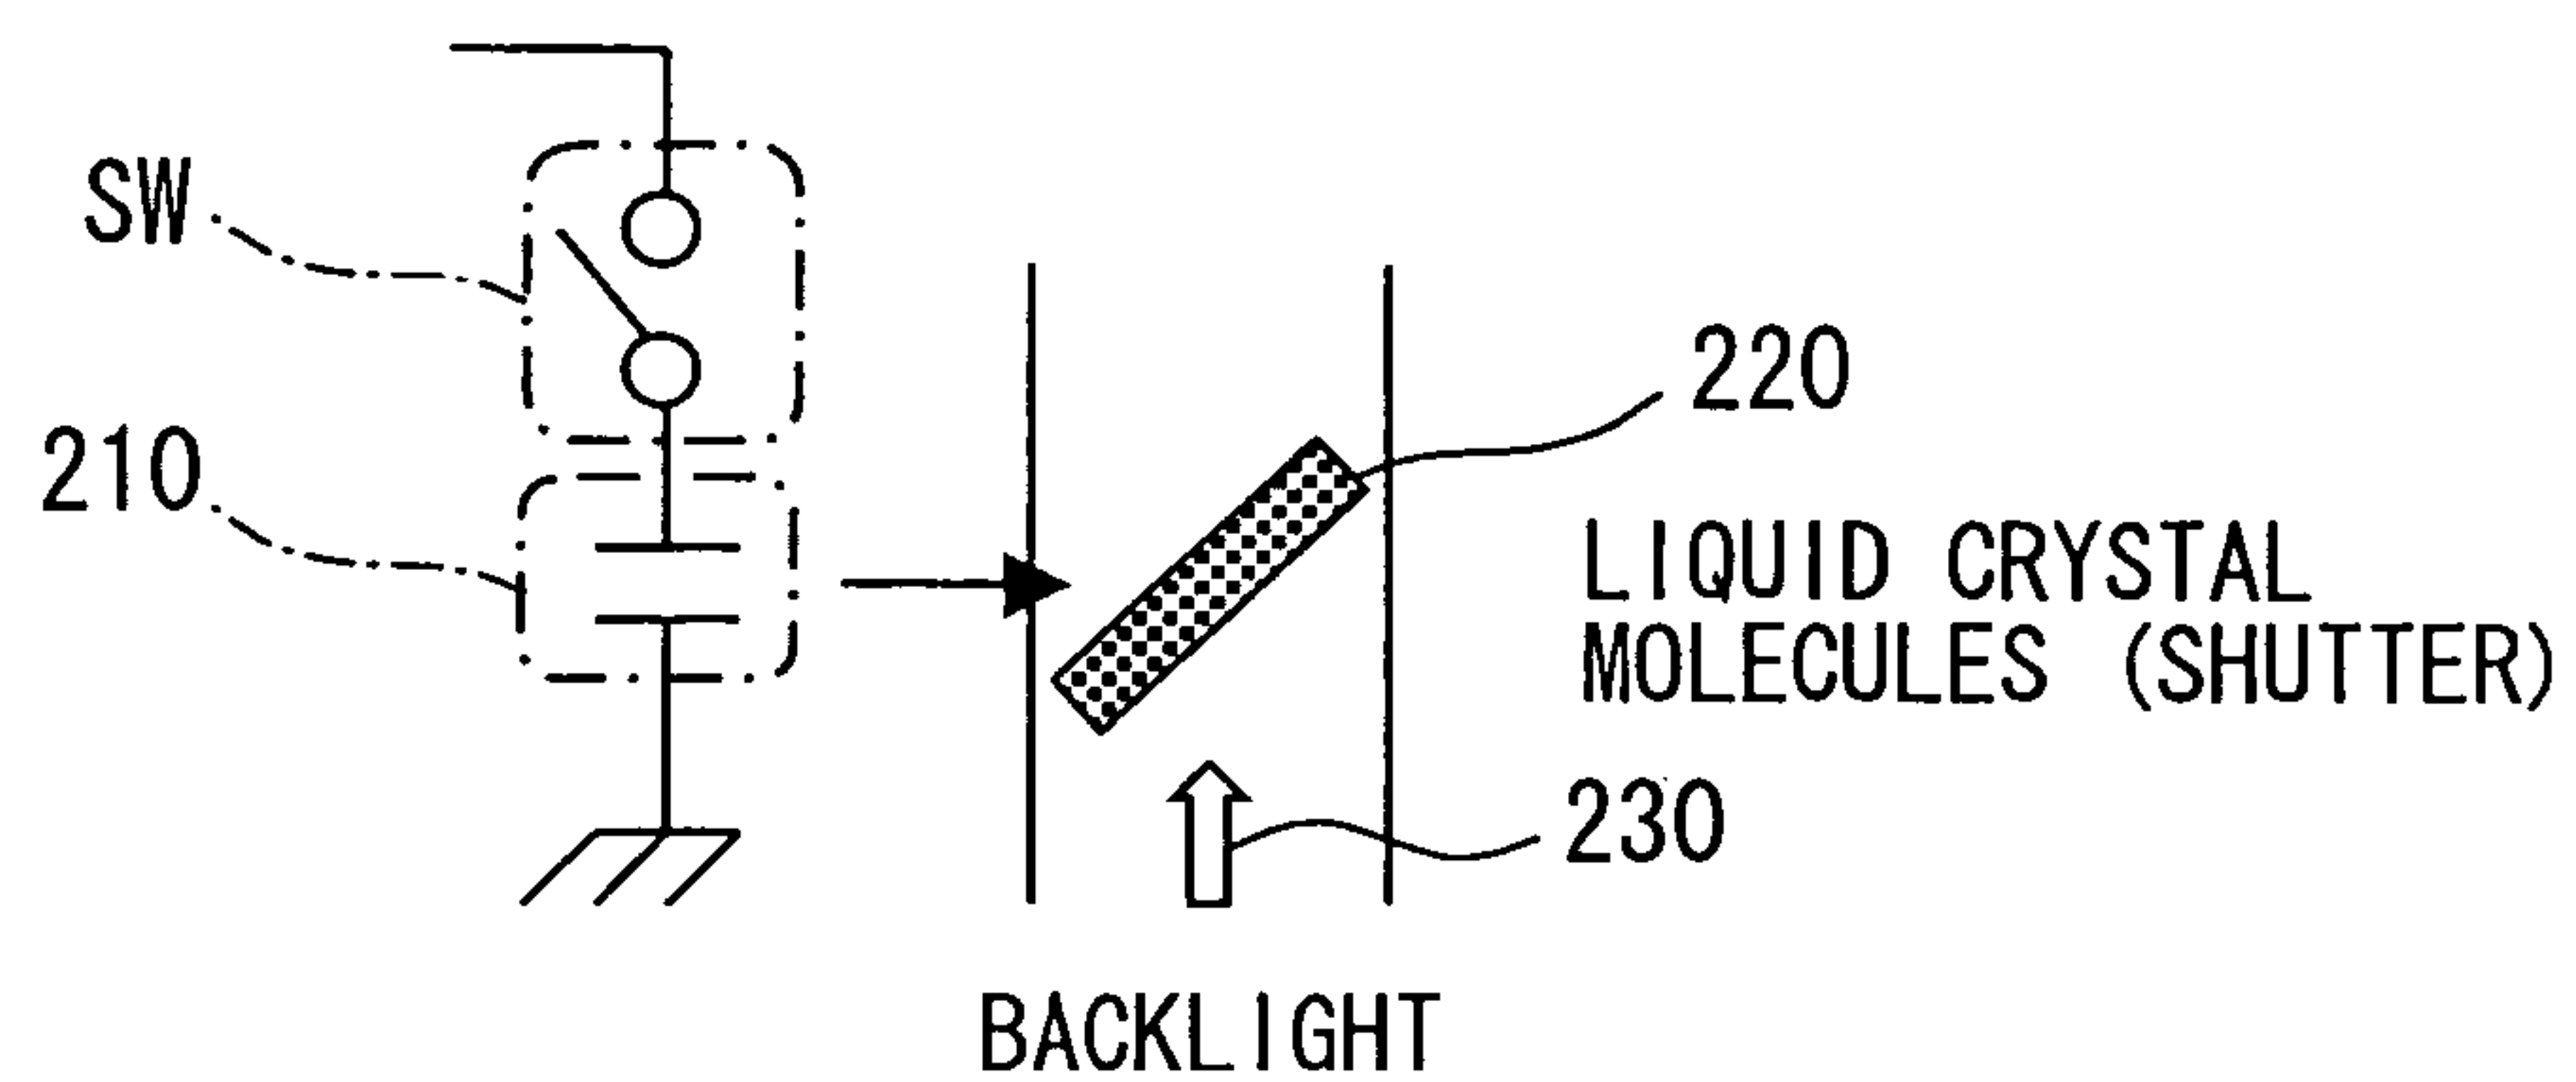 SW
210
220
LIQUID CRYSTAL
MOLECULES (SHUTTER)
230
BACKLIGHT